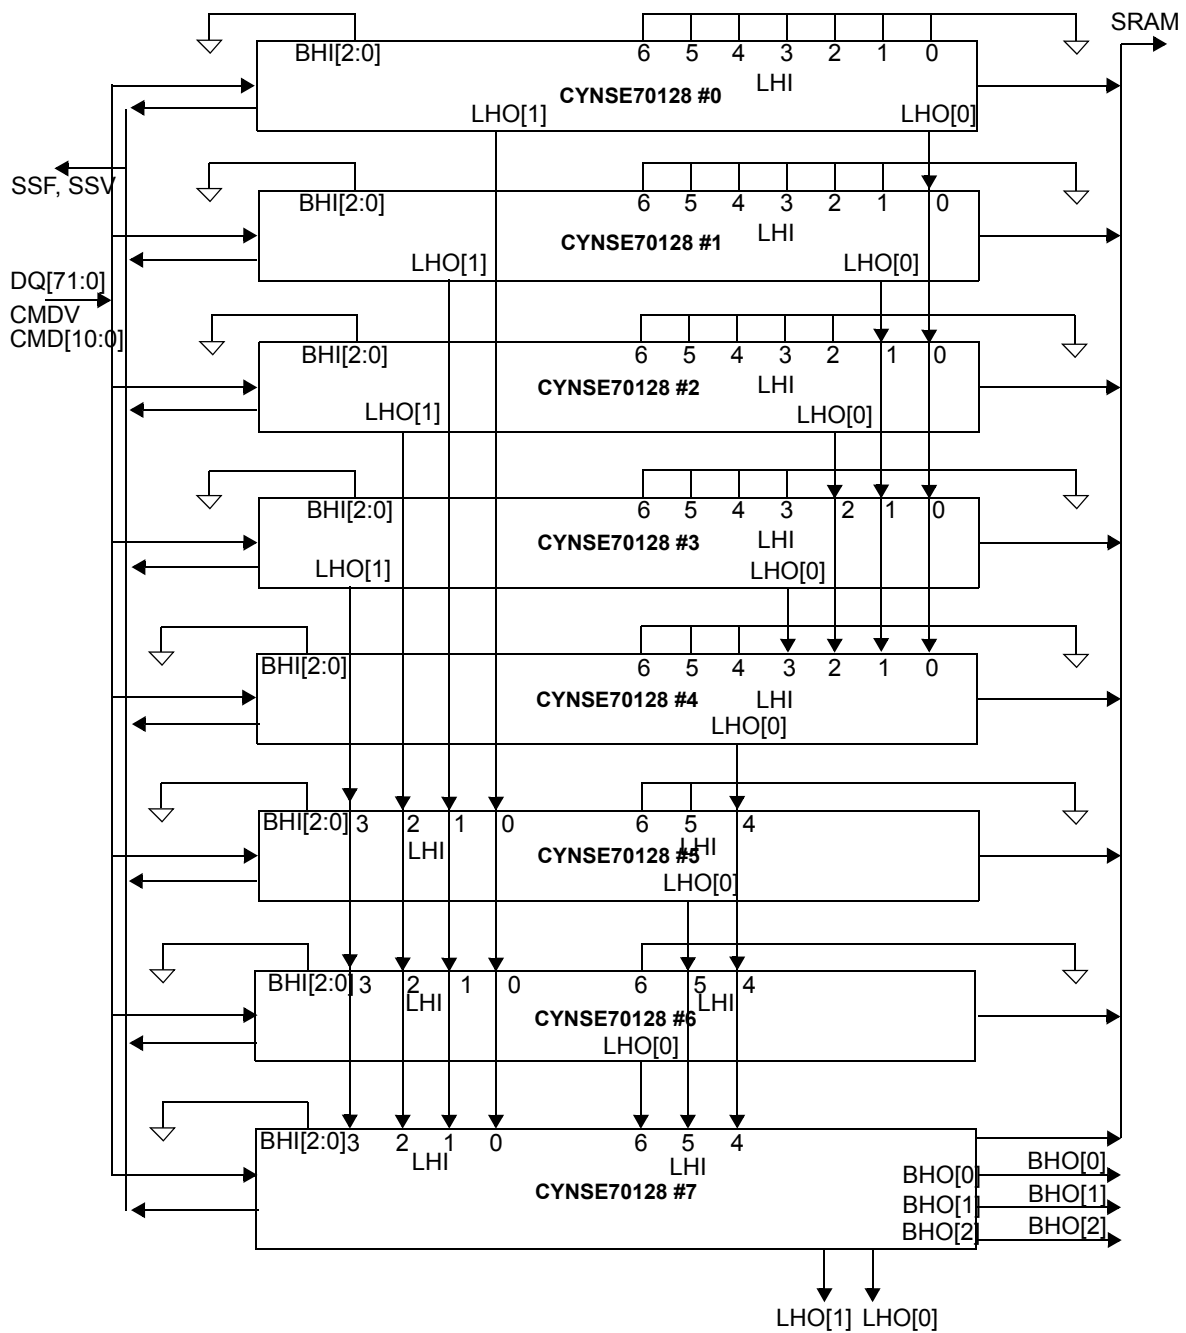 SRAM
BHI[2:0] 6 5 4 3 2 1 0
LHI
CYNSE70128 #0
LHO[1] LHO[0]
SSF, SSV
BHI[2:0] 6 5 4 3 2 1 0
LHI
CYNSE70128 #1
LHO[1] LHO[0]
DQ[71:0]
CMDV
CMD[10:0]
BHI[2:0] 6 5 4 3 2 1 0
LHI
CYNSE70128 #2
LHO[1] LHO[0]
BHI[2:0] 6 5 4 3 2 1 0
LHI
CYNSE70128 #3
LHO[1] LHO[0]
BHI[2:0] 6 5 4 3 2 1 0
LHI
CYNSE70128 #4
LHO[0]
BHI[2:0] 3 2 1 0 6 5 4
LHI LHI
CYNSE70128 #5
LHO[0]
BHI[2:0] 3 2 1 0 6 5 4
LHI LHI
CYNSE70128 #6
LHO[0]
BHI[2:0] 3 2 1 0 6 5 4
LHI LHI
CYNSE70128 #7
BHO[0] BHO[0]
BHO[1] BHO[1]
BHO[2] BHO[2]
LHO[1] LHO[0]